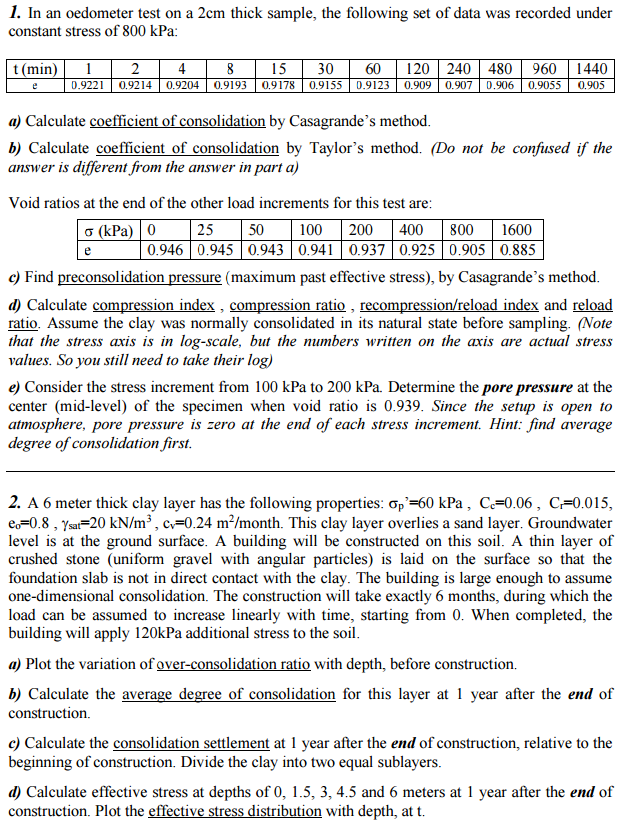 1. In an oedometer test on a 2cm thick sample, the following set of data was recorded under
constant stress of 800 kPa:
t (min) 1 2 4 8 15 30 60 120 240 480 960 1440
e 0.9221 0.9214 0.9204 0.9193 0.9178 0.9155 0.9123 0.909 0.907 0.906 0.9055 0.905
a) Calculate coefficient of consolidation by Casagrande's method.
b) Calculate coefficient of consolidation by Taylor's method. (Do not be confused if the
answer is different from the answer in part a)
Void ratios at the end of the other load increments for this test are:
σ (kPa) 0 25 50 100 200 400 800 1600
e 0.946 0.945 0.943 0.941 0.937 0.925 0.905 0.885
c) Find preconsolidation pressure (maximum past effective stress), by Casagrande's method.
d) Calculate compression index , compression ratio , recompression/reload index and reload
ratio. Assume the clay was normally consolidated in its natural state before sampling. (Note
that the stress axis is in log-scale, but the numbers written on the axis are actual stress
values. So you still need to take their log)
e) Consider the stress increment from 100 kPa to 200 kPa. Determine the pore pressure at the
center (mid-level) of the specimen when void ratio is 0.939. Since the setup is open to
atmosphere, pore pressure is zero at the end of each stress increment. Hint: find average
degree of consolidation first.
2. A 6 meter thick clay layer has the following properties: σp'=60 kPa , Cc=0.06 , Cr=0.015,
eo=0.8 , γsat=20 kN/m³ , cv=0.24 m²/month. This clay layer overlies a sand layer. Groundwater
level is at the ground surface. A building will be constructed on this soil. A thin layer of
crushed stone (uniform gravel with angular particles) is laid on the surface so that the
foundation slab is not in direct contact with the clay. The building is large enough to assume
one-dimensional consolidation. The construction will take exactly 6 months, during which the
load can be assumed to increase linearly with time, starting from 0. When completed, the
building will apply 120kPa additional stress to the soil.
a) Plot the variation of over-consolidation ratio with depth, before construction.
b) Calculate the average degree of consolidation for this layer at 1 year after the end of
construction.
c) Calculate the consolidation settlement at 1 year after the end of construction, relative to the
beginning of construction. Divide the clay into two equal sublayers.
d) Calculate effective stress at depths of 0, 1.5, 3, 4.5 and 6 meters at 1 year after the end of
construction. Plot the effective stress distribution with depth, at t.